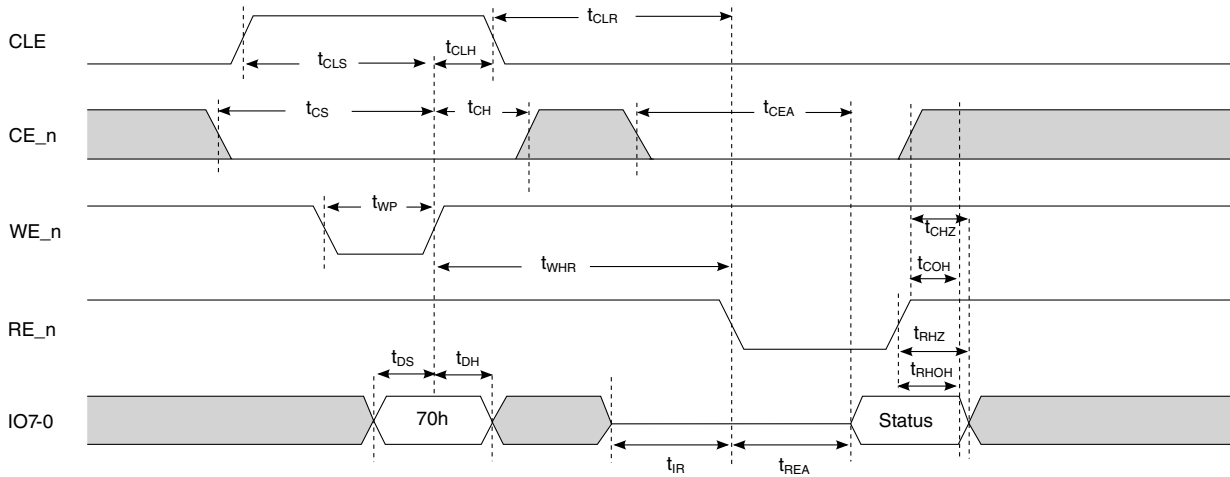 CLE
tCLR
tCLS
tCLH
CE_n
tCS
tCH
tCEA
WE_n
tWP
tCHZ
tWHR
tCOH
RE_n
tRHZ
tDS
tDH
tRHOH
IO7-0
70h
Status
tIR
tREA